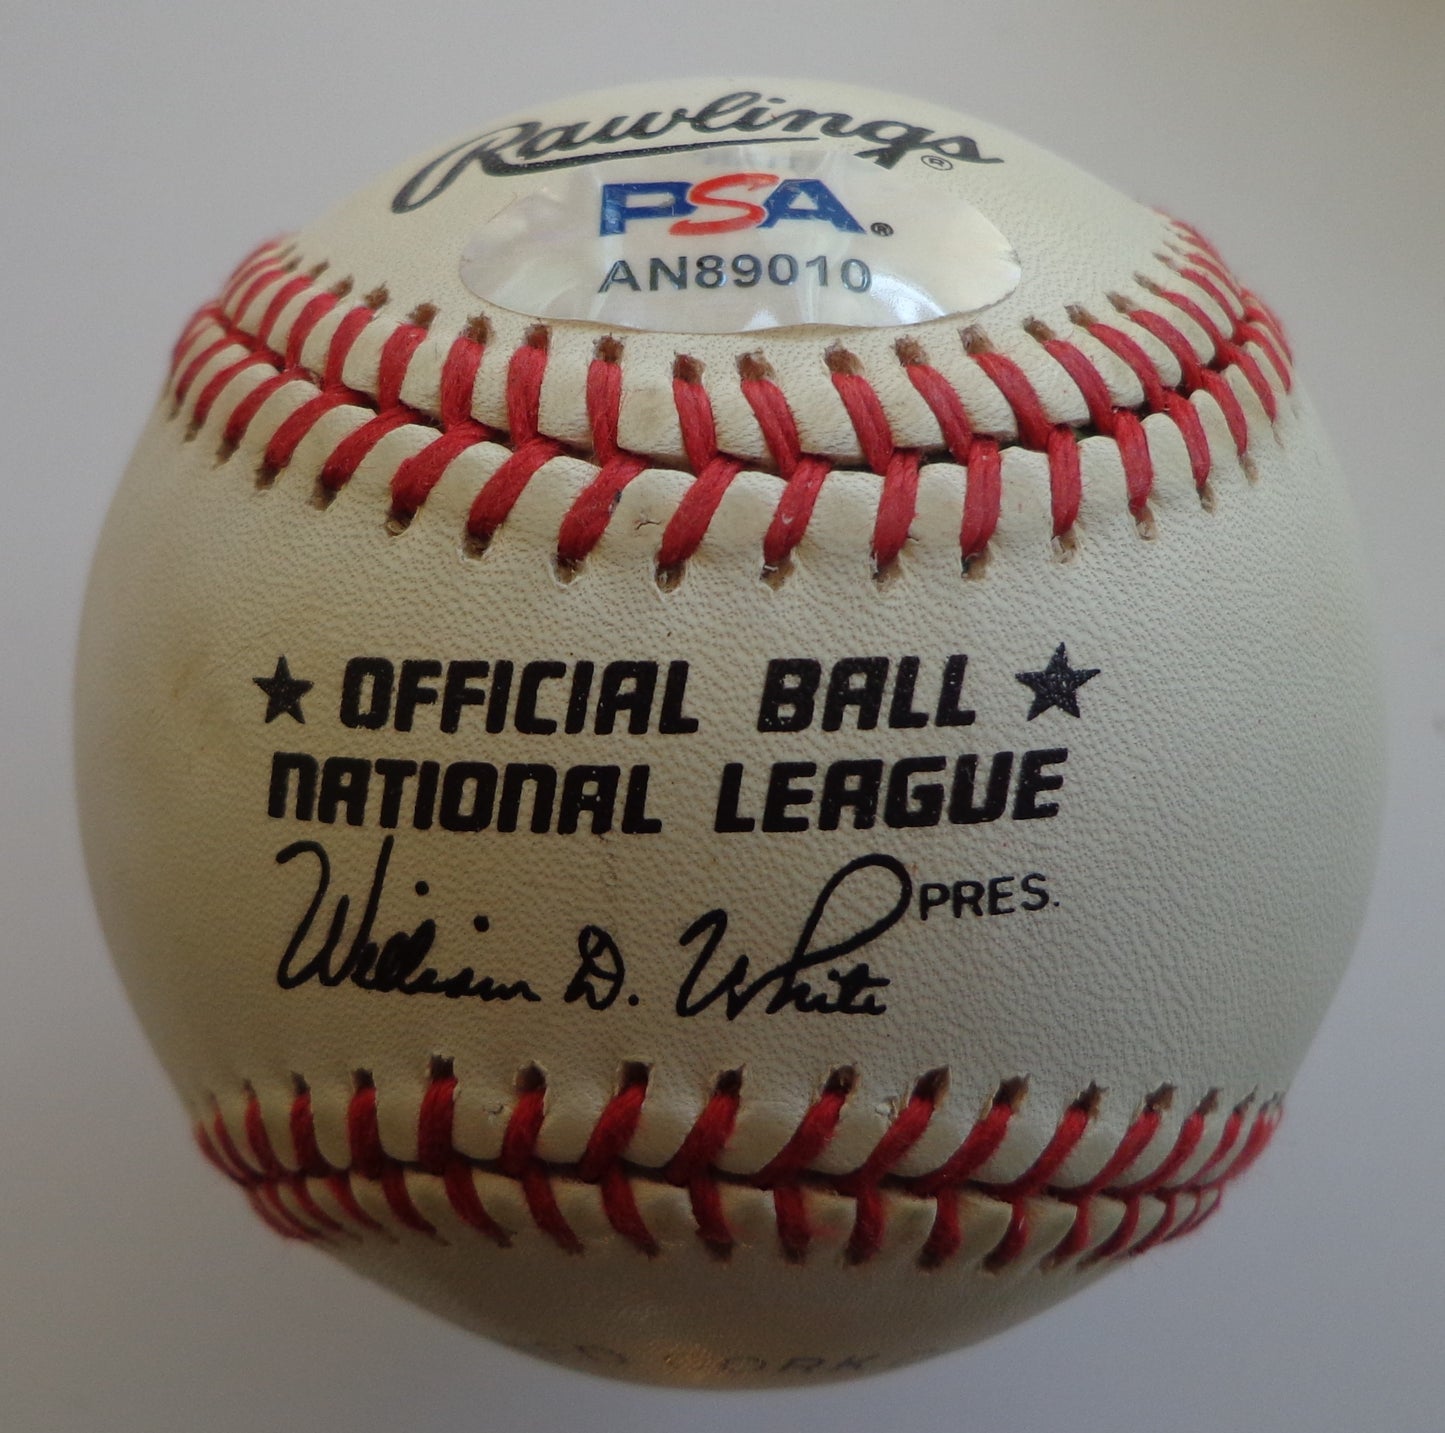 Rawlings ®
PSA ®
AN89010
★ OFFICIAL BALL ★
NATIONAL LEAGUE
William D. White PRES.